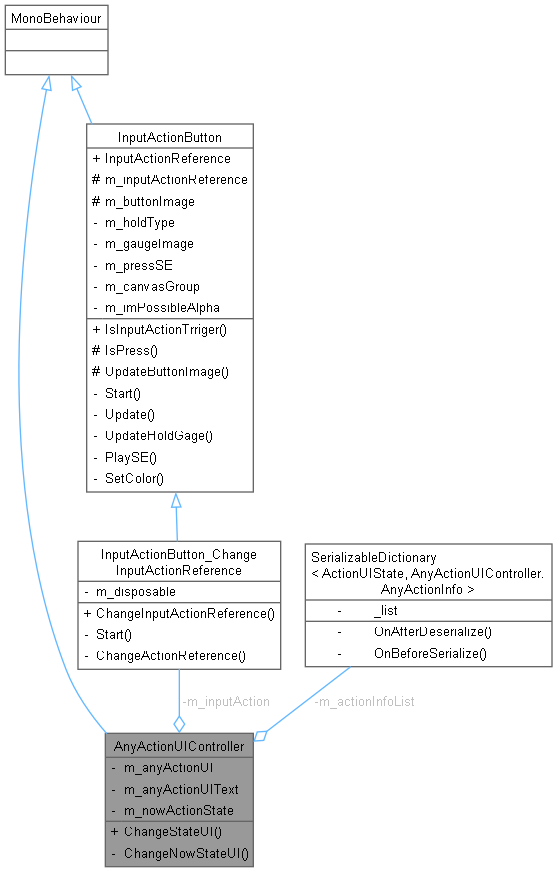 MonoBehaviour
InputActionButton
+ InputActionReference
# m_inputActionReference
# m_buttonImage
- m_holdType
- m_gaugeImage
- m_pressSE
- m_canvasGroup
- m_imPossibleAlpha
+ IsInputActionTrriger()
# IsPress()
# UpdateButtonImage()
- Start()
- Update()
- UpdateHoldGage()
- PlaySE()
- SetColor()
InputActionButton_Change
InputActionReference
- m_disposable
+ ChangeInputActionReference()
- Start()
- ChangeActionReference()
SerializableDictionary
< ActionUIState, AnyActionUIController.
AnyActionInfo >
- _list
- OnAfterDeserialize()
- OnBeforeSerialize()
-m_inputAction
-m_actionInfoList
AnyActionUIController
- m_anyActionUI
- m_anyActionUIText
- m_nowActionState
+ ChangeStateUI()
- ChangeNowStateUI()